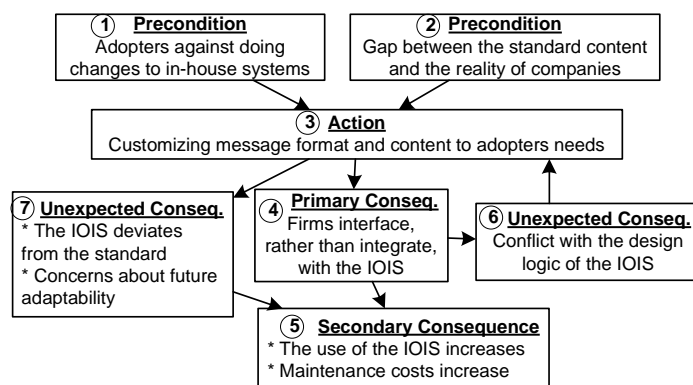 1 Precondition
Adopters against doing
changes to in-house systems
2 Precondition
Gap between the standard content
and the reality of companies
3 Action
Customizing message format and content to adopters needs
7 Unexpected Conseq.
* The IOIS deviates
from the standard
* Concerns about future
adaptability
4 Primary Conseq.
Firms interface,
rather than integrate,
with the IOIS
6 Unexpected Conseq.
Conflict with the design
logic of the IOIS
5 Secondary Consequence
* The use of the IOIS increases
* Maintenance costs increase